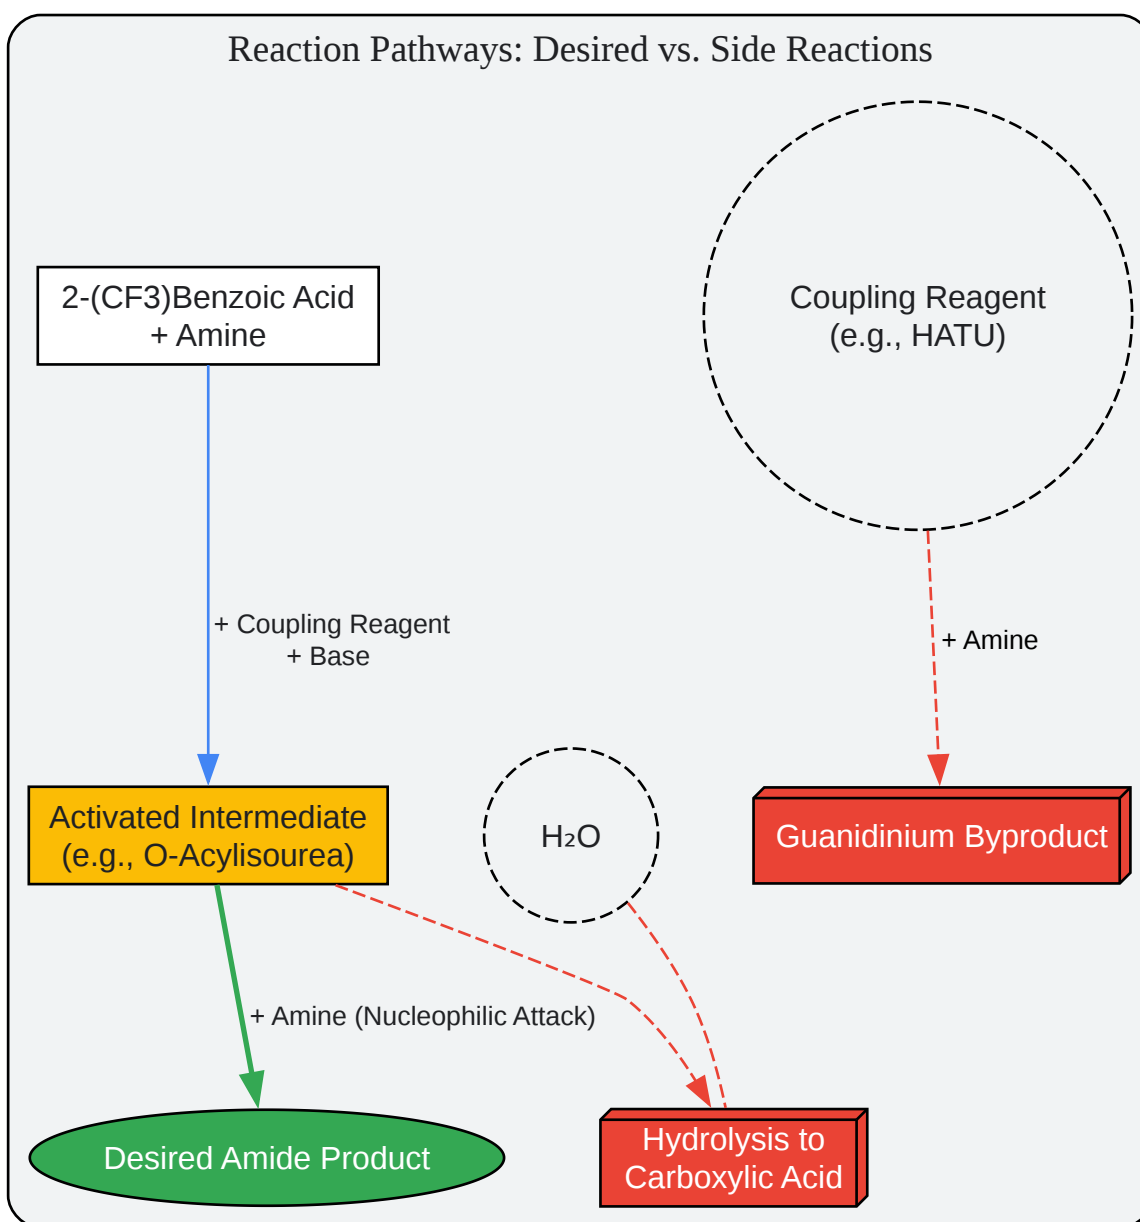 Reaction Pathways: Desired vs. Side Reactions
2-(CF3)Benzoic Acid
+ Amine
Coupling Reagent
(e.g., HATU)
+ Coupling Reagent
+ Base
+ Amine
Activated Intermediate
(e.g., O-Acylisourea)
H₂O
Guanidinium Byproduct
+ Amine (Nucleophilic Attack)
Desired Amide Product
Hydrolysis to
Carboxylic Acid